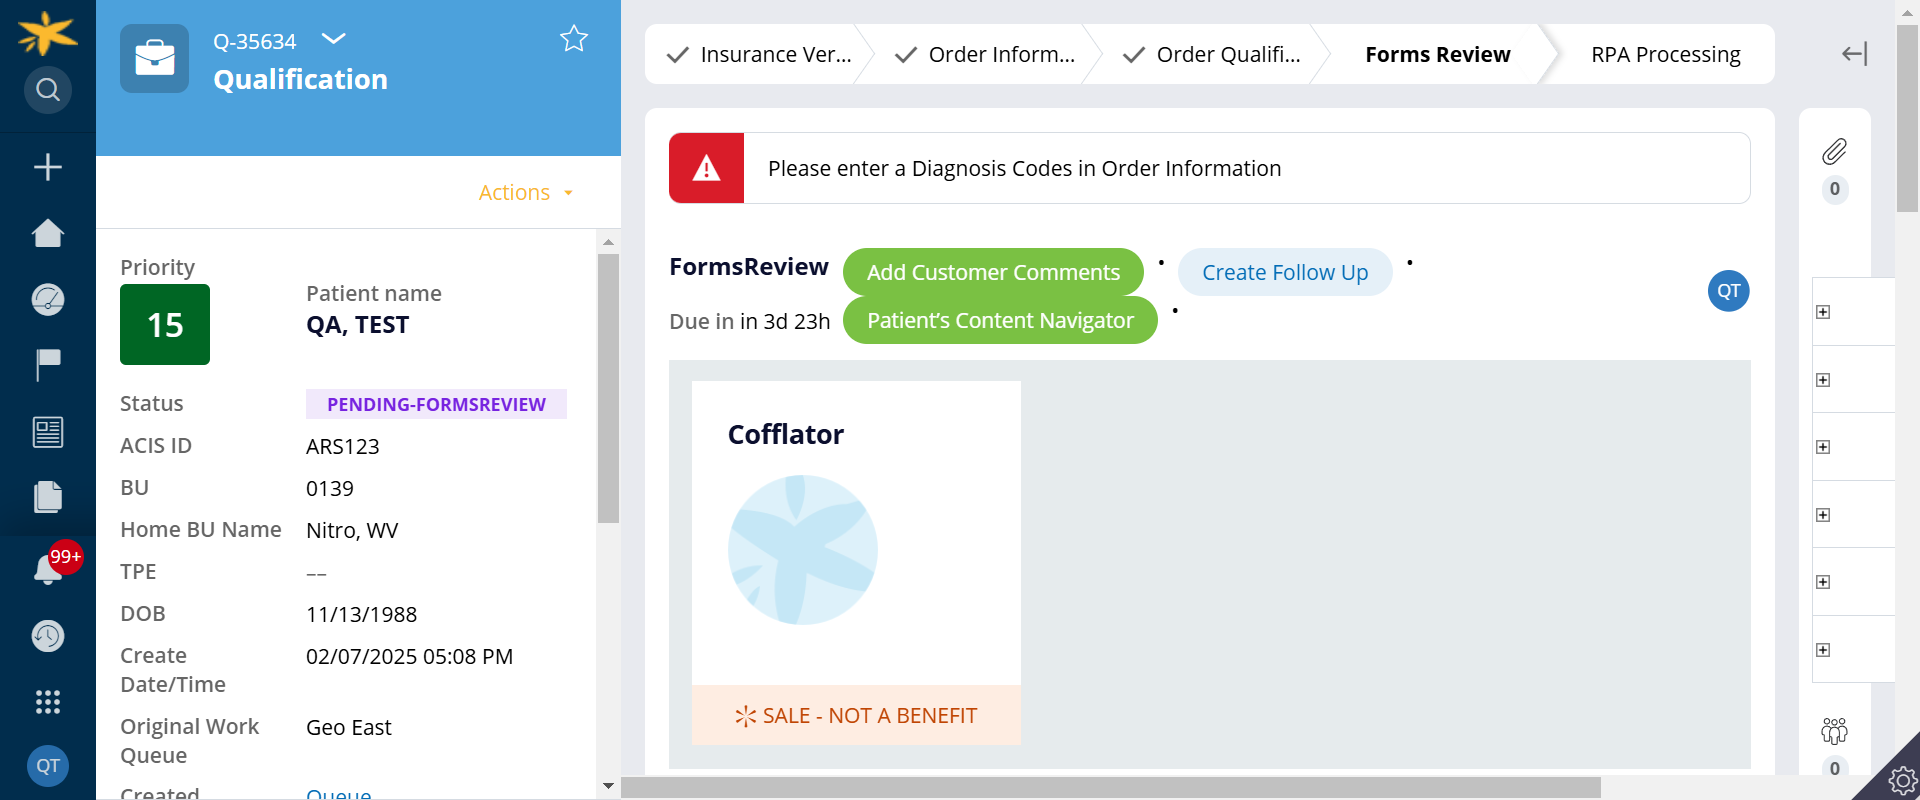 Q-35634
Qualification
Actions
Priority
15
Patient name
QA, TEST
Status
PENDING-FORMSREVIEW
ACIS ID
ARS123
BU
0139
Home BU Name
Nitro, WV
TPE
––
DOB
11/13/1988
Create
Date/Time
02/07/2025 05:08 PM
Original Work
Queue
Geo East
Created
Queue
99+
QT
Insurance Ver...
Order Inform...
Order Qualifi...
Forms Review
RPA Processing
Please enter a Diagnosis Codes in Order Information
FormsReview
Add Customer Comments
Create Follow Up
Due in in 3d 23h
Patient’s Content Navigator
QT
Cofflator
SALE - NOT A BENEFIT
0
0